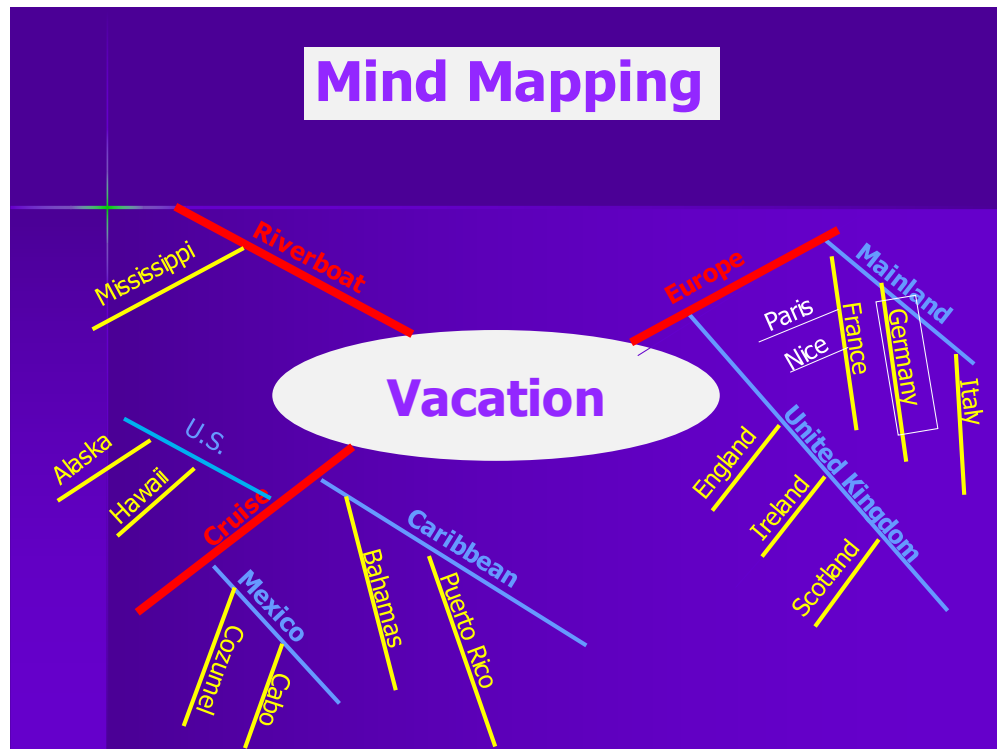 Mind Mapping
Riverboat
Mississippi
Europe
Mainland
Paris
Nice
France
Germany
Italy
Vacation
United Kingdom
England
Ireland
Scotland
U.S.
Alaska
Hawaii
Cruise
Caribbean
Bahamas
Puerto Rico
Mexico
Cozumel
Cabo